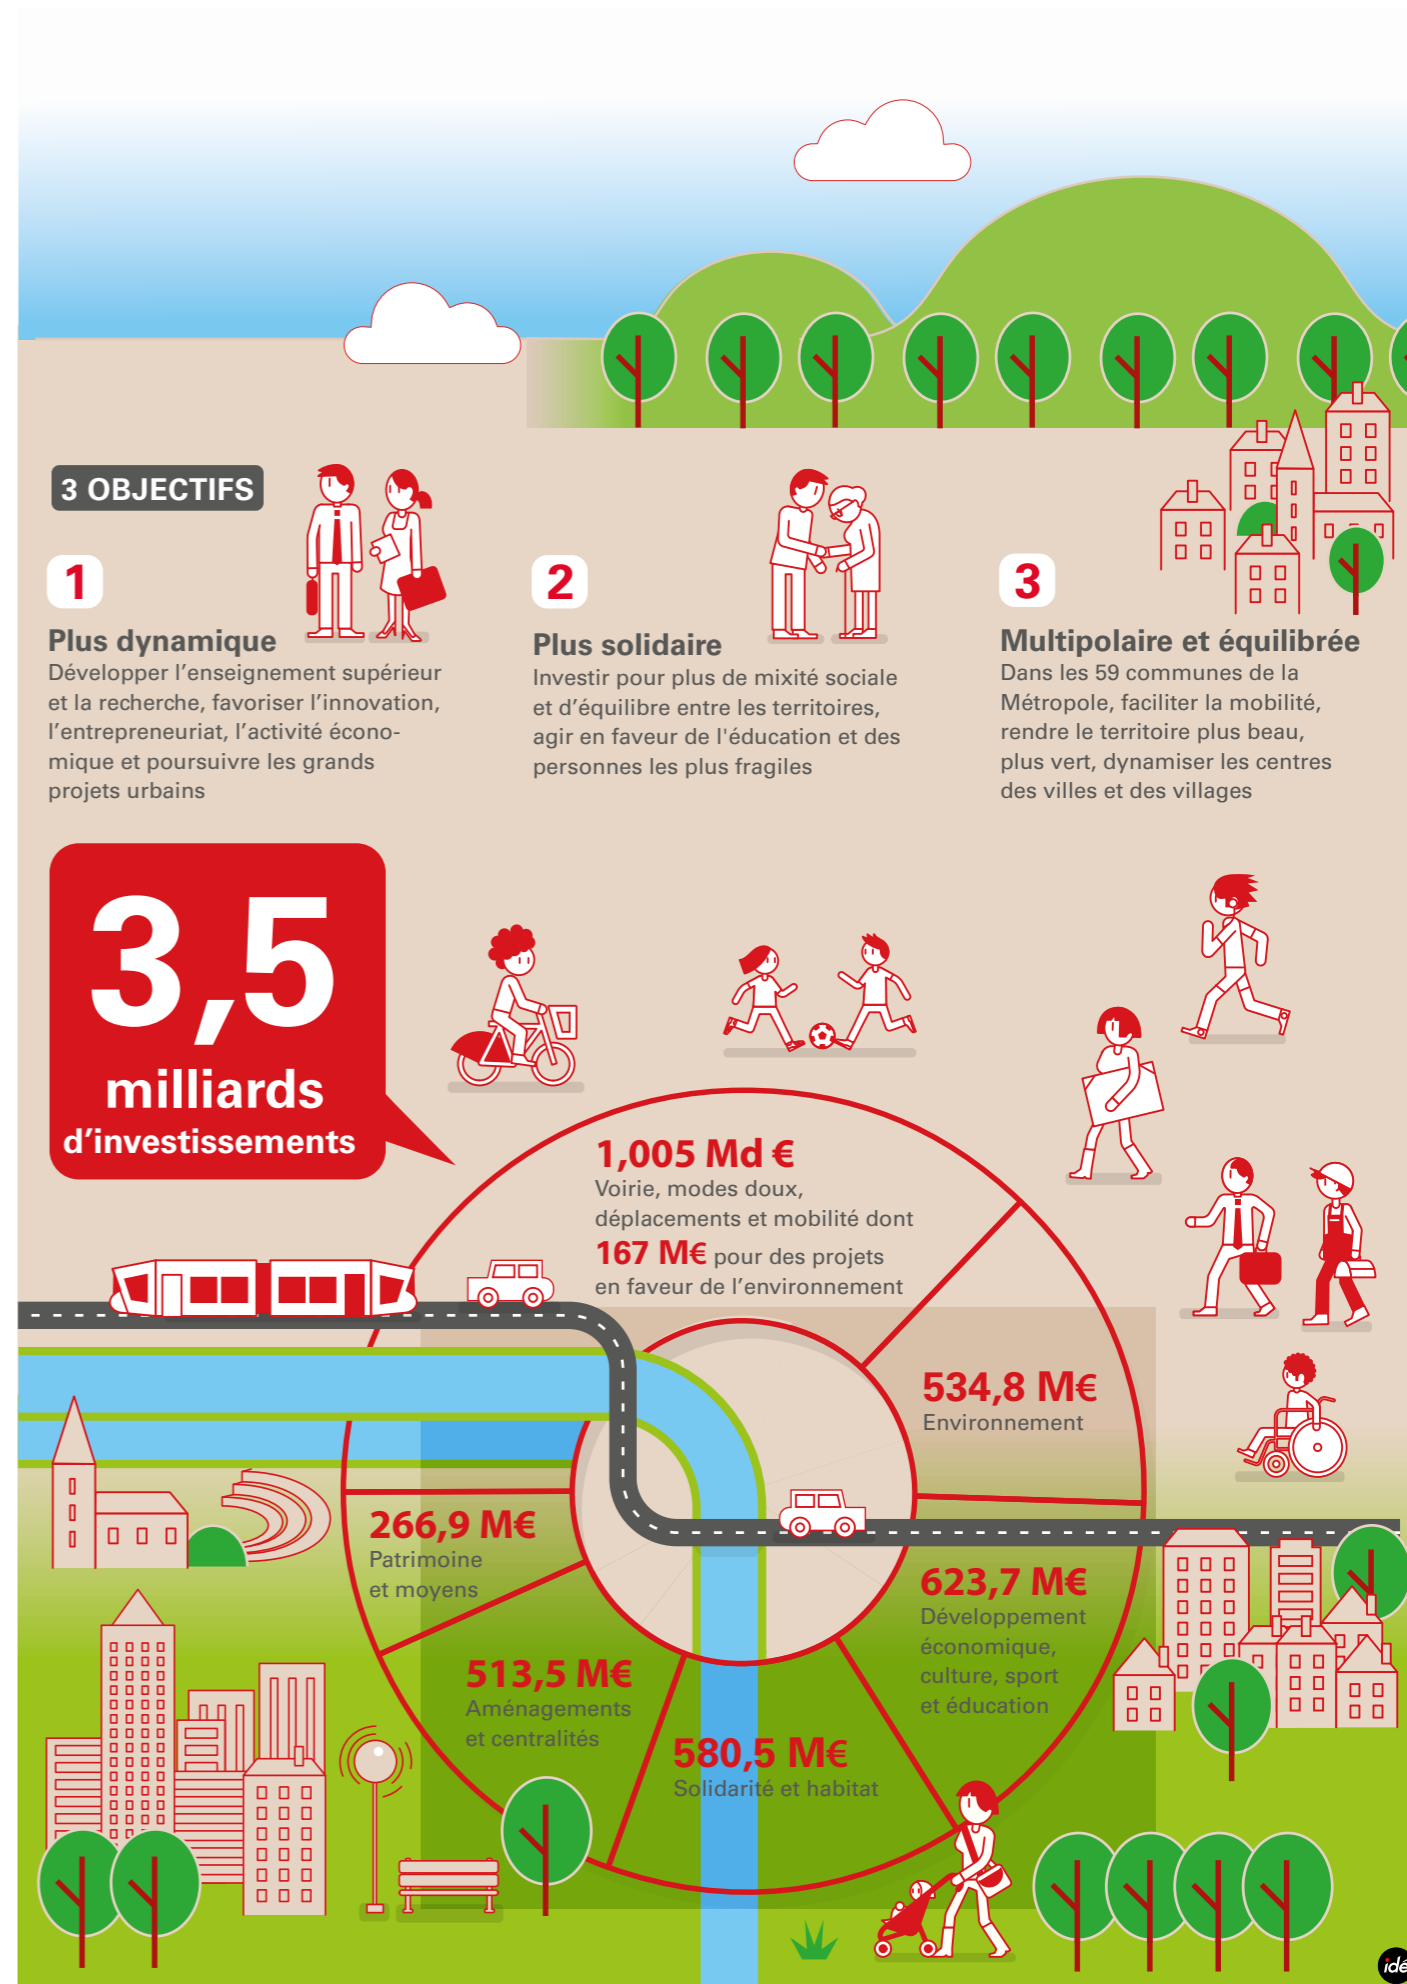 3 OBJECTIFS
1
Plus dynamique
Développer l’enseignement supérieur
et la recherche, favoriser l’innovation,
l’entrepreneuriat, l’activité écono-
mique et poursuivre les grands
projets urbains
2
Plus solidaire
Investir pour plus de mixité sociale
et d’équilibre entre les territoires,
agir en faveur de l'éducation et des
personnes les plus fragiles
3
Multipolaire et équilibrée
Dans les 59 communes de la
Métropole, faciliter la mobilité,
rendre le territoire plus beau,
plus vert, dynamiser les centres
des villes et des villages
3,5
milliards
d’investissements
1,005 Md €
Voirie, modes doux,
déplacements et mobilité dont
167 M€ pour des projets
en faveur de l’environnement
534,8 M€
Environnement
623,7 M€
Développement
économique,
culture, sport
et éducation
580,5 M€
Solidarité et habitat
513,5 M€
Aménagements
et centralités
266,9 M€
Patrimoine
et moyens
idé